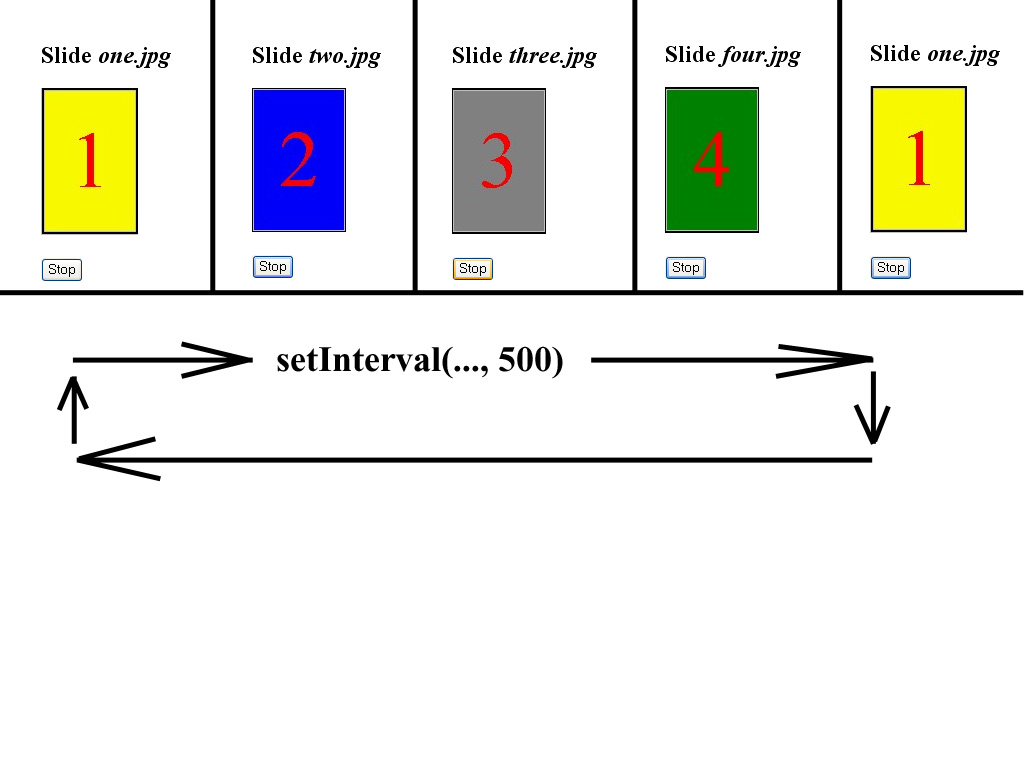 Slide one.jpg
1
Stop
Slide two.jpg
2
Stop
Slide three.jpg
3
Stop
Slide four.jpg
4
Stop
Slide one.jpg
1
Stop
setInterval(..., 500)